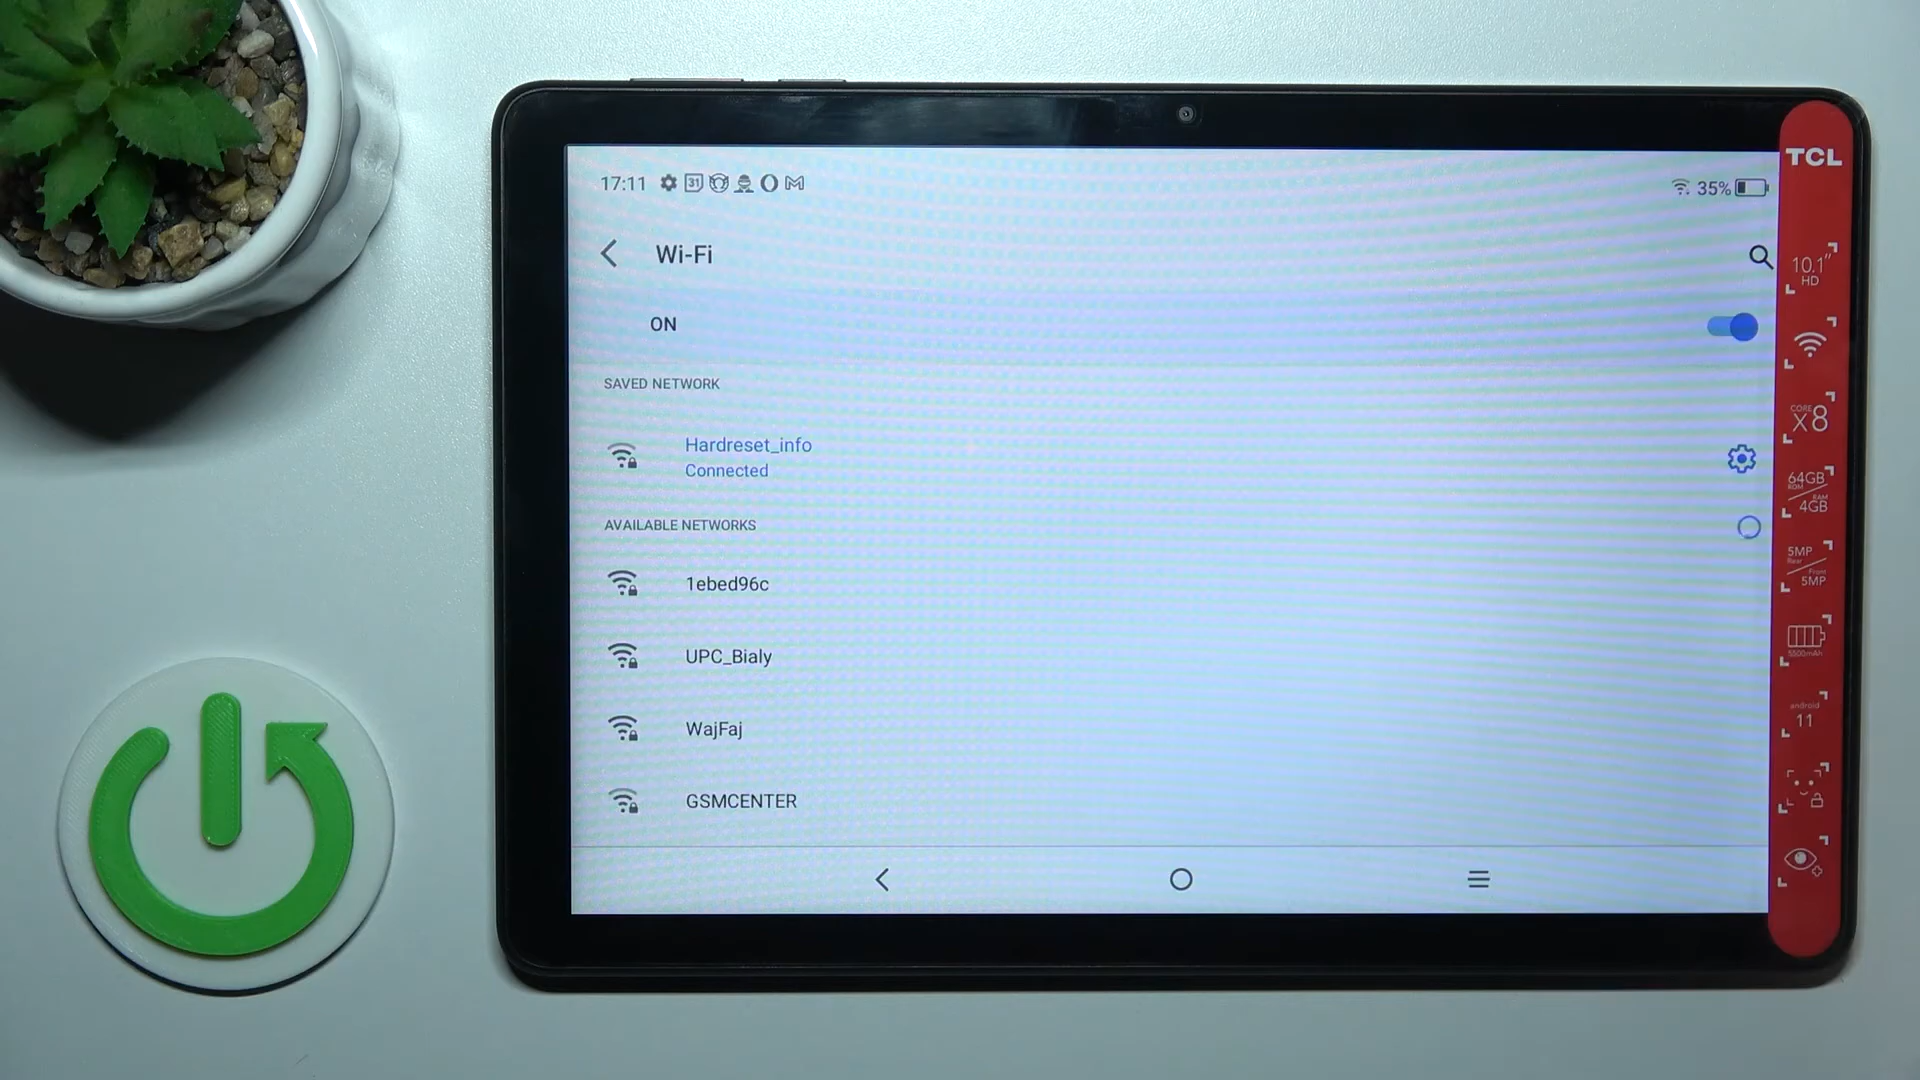 17:11 31
35%
Wi-Fi
ON
SAVED NETWORK
Hardreset_info
Connected
AVAILABLE NETWORKS
1ebed96c
UPC_Bialy
WajFaj
GSMCENTER
TCL
10.1"
HD
CORE
X8
64GB
ROM
RAM
4GB
5MP
Rear
Front
5MP
5500mAh
android
11